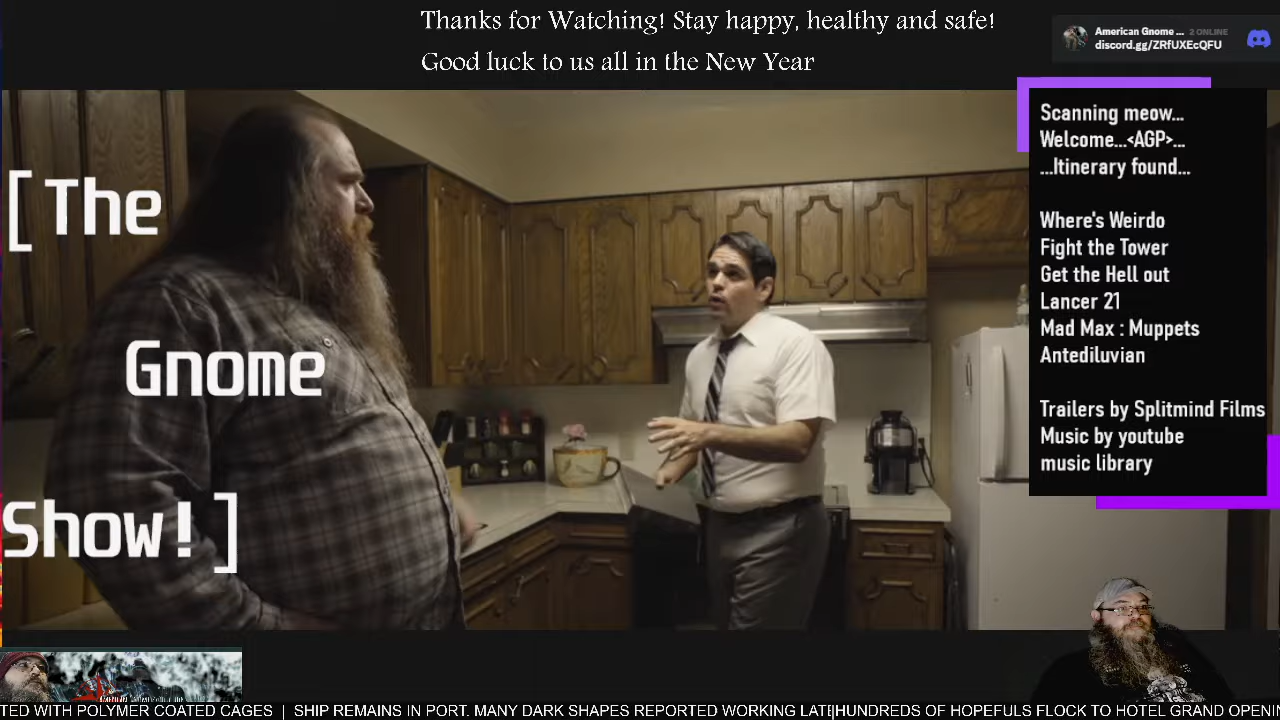 Thanks for Watching! Stay happy, healthy and safe!
Good luck to us all in the New Year
American Gnome ... 2 ONLINE
discord.gg/ZRfUXEcQFU
[ The
Gnome
Show! ]
Scanning meow...
Welcome...<AGP>...
...Itinerary found...
Where's Weirdo
Fight the Tower
Get the Hell out
Lancer 21
Mad Max : Muppets
Antediluvian
Trailers by Splitmind Films
Music by youtube
music library
TED WITH POLYMER COATED CAGES | SHIP REMAINS IN PORT. MANY DARK SHAPES REPORTED WORKING LATE|HUNDREDS OF HOPEFULS FLOCK TO HOTEL GRAND OPENIN